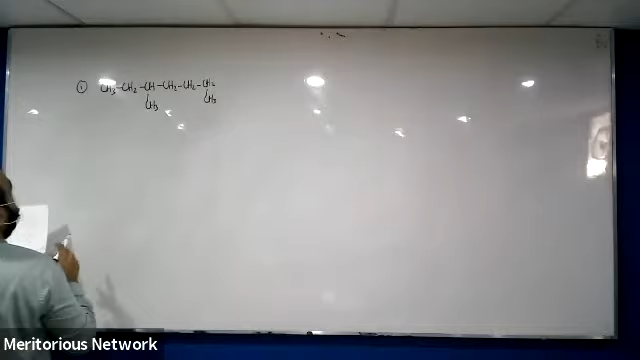 ① CH₃-CH₂-CH-CH₂-CH₂-CH₂
CH₃ CH₃
Meritorious Network